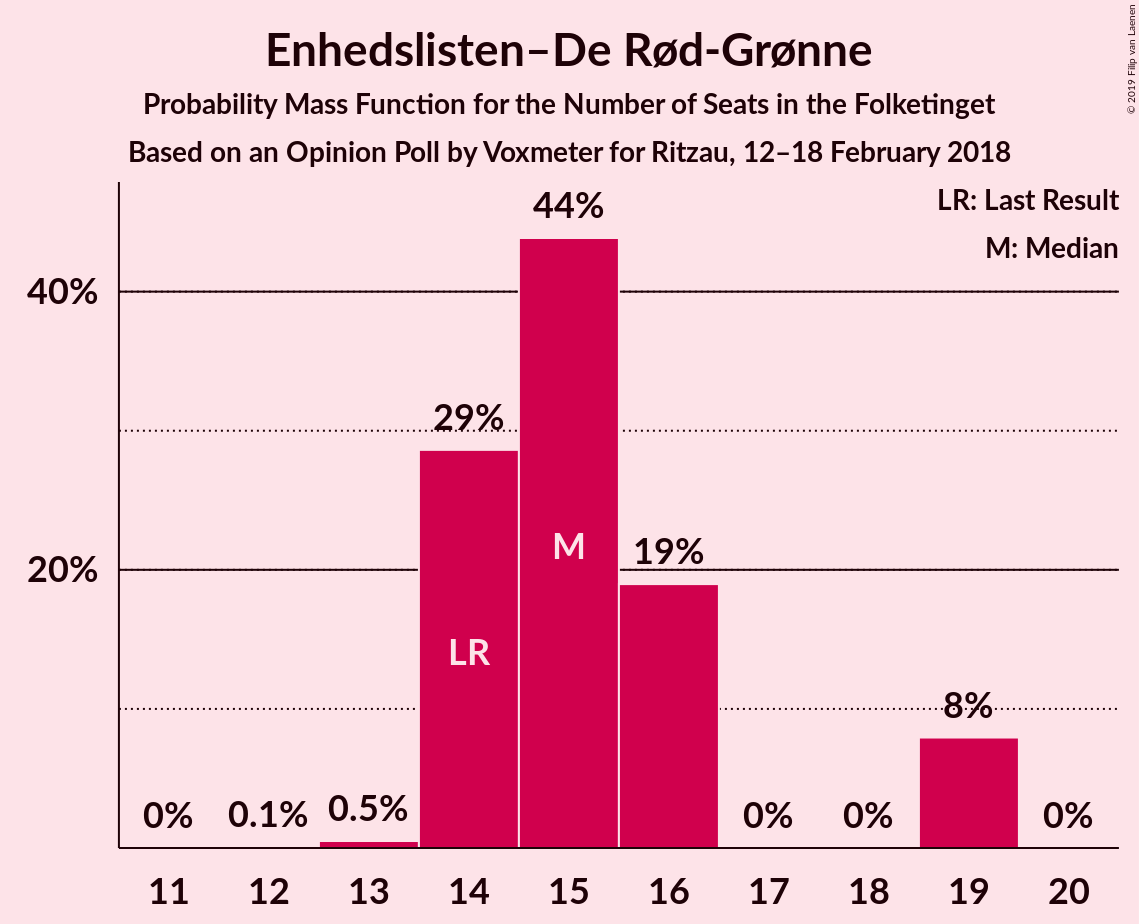 Enhedslisten–De Rød-Grønne
Probability Mass Function for the Number of Seats in the Folketinget
Based on an Opinion Poll by Voxmeter for Ritzau, 12–18 February 2018
© 2019 Filip van Laenen
LR: Last Result
M: Median
44%
40%
29%
M
19%
20%
LR
8%
0% 0.1% 0.5% 0% 0% 0%
11 12 13 14 15 16 17 18 19 20